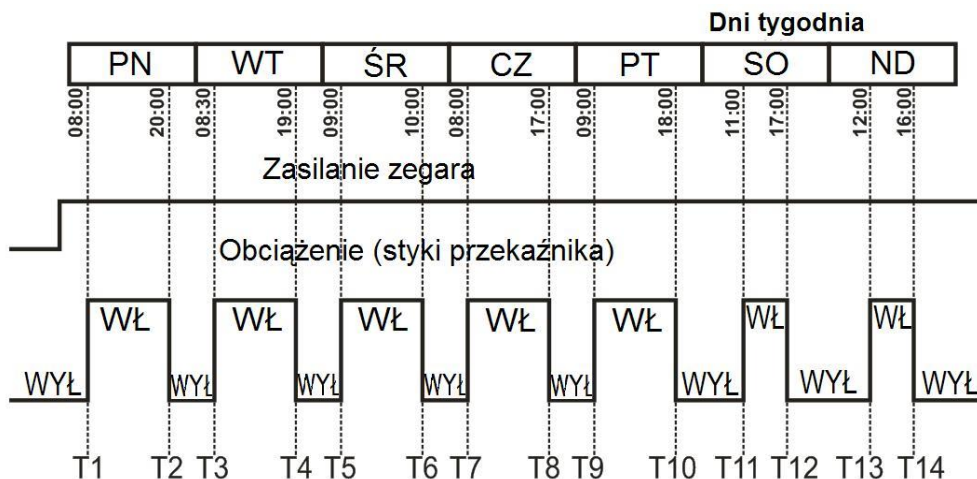 Dni tygodnia
PN WT ŚR CZ PT SO ND
08:00 20:00 08:30 19:00 09:00 10:00 08:00 17:00 09:00 18:00 11:00 17:00 12:00 16:00
Zasilanie zegara
Obciążenie (styki przekaźnika)
WŁ WŁ WŁ WŁ WŁ WŁ WŁ
WYŁ WYŁ WYŁ WYŁ WYŁ WYŁ WYŁ WYŁ
T1 T2 T3 T4 T5 T6 T7 T8 T9 T10 T11 T12 T13 T14